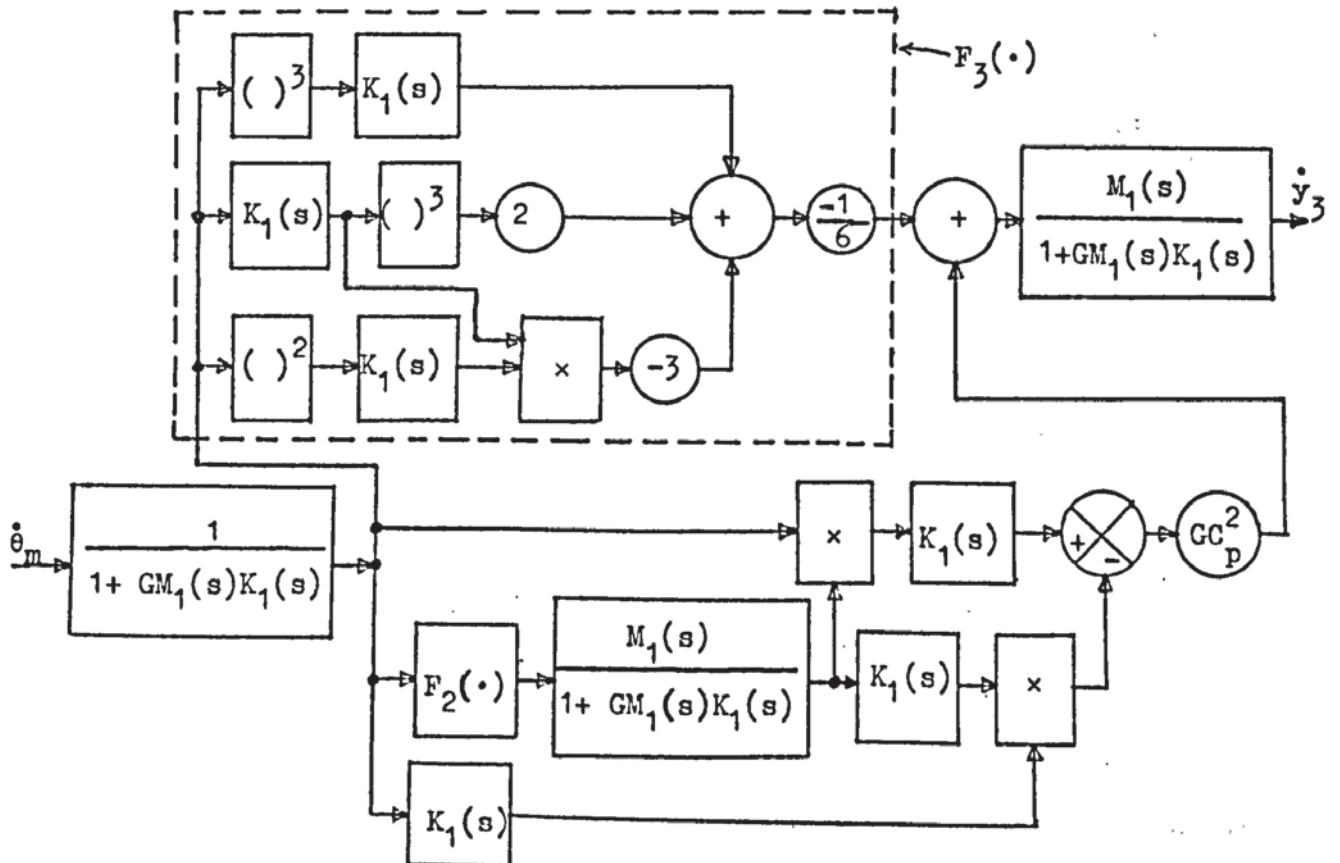 ( )³ K₁(s)
F₃(·)
K₁(s) ( )³ 2 + -1/6 + M₁(s)/1+GM₁(s)K₁(s) ẏ₃
( )² K₁(s) × -3
θ̇ₘ 1/1+ GM₁(s)K₁(s)
× K₁(s) + - GC²ₚ
F₂(·) M₁(s)/1+ GM₁(s)K₁(s) K₁(s) ×
K₁(s)